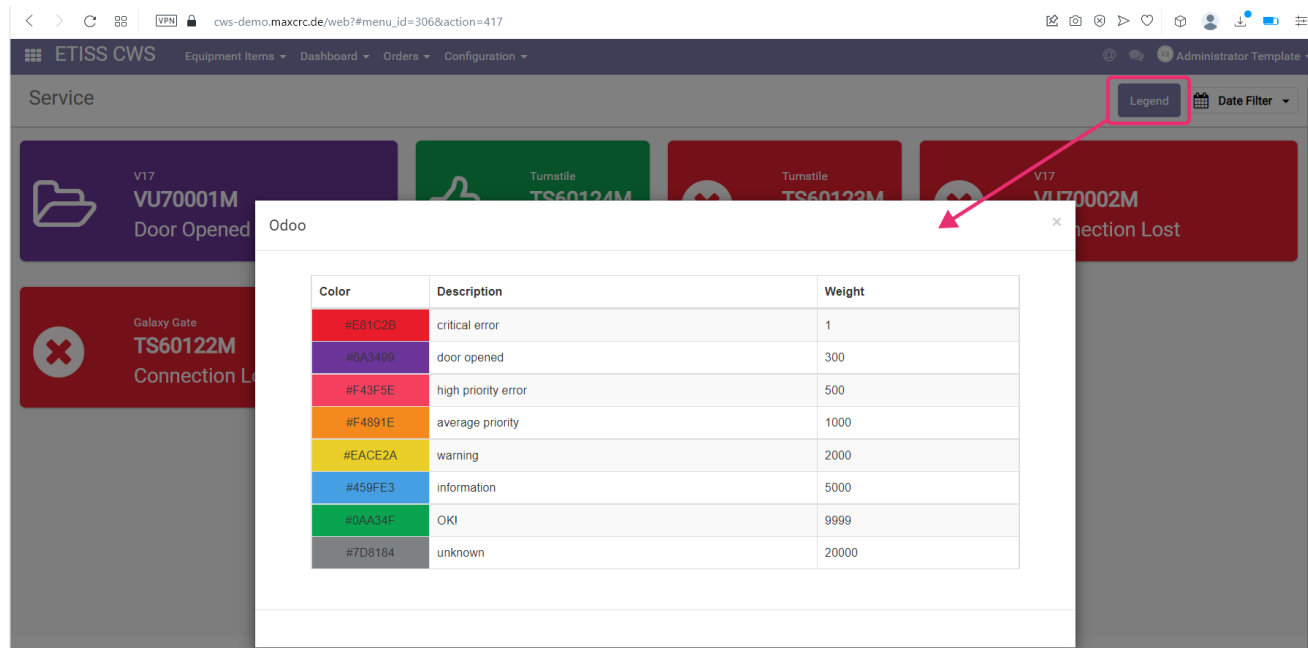 VPN cws-demo.maxcrc.de/web?#menu_id=306&action=417
ETISS CWS Equipment Items Dashboard Orders Configuration @ Administrator Template
Service Legend Date Filter
V17 Turnstile Turnstile V17
VU70001M TS60124M TS60123M VU70002M
Door Opened nection Lost
Odoo ×
Color Description Weight
#E81C2B critical error 1
#6A3499 door opened 300
#F43F5E high priority error 500
#F4891E average priority 1000
#EACE2A warning 2000
#459FE3 information 5000
#0AA34F OK! 9999
#7D8184 unknown 20000
Galaxy Gate
TS60122M
Connection Lo